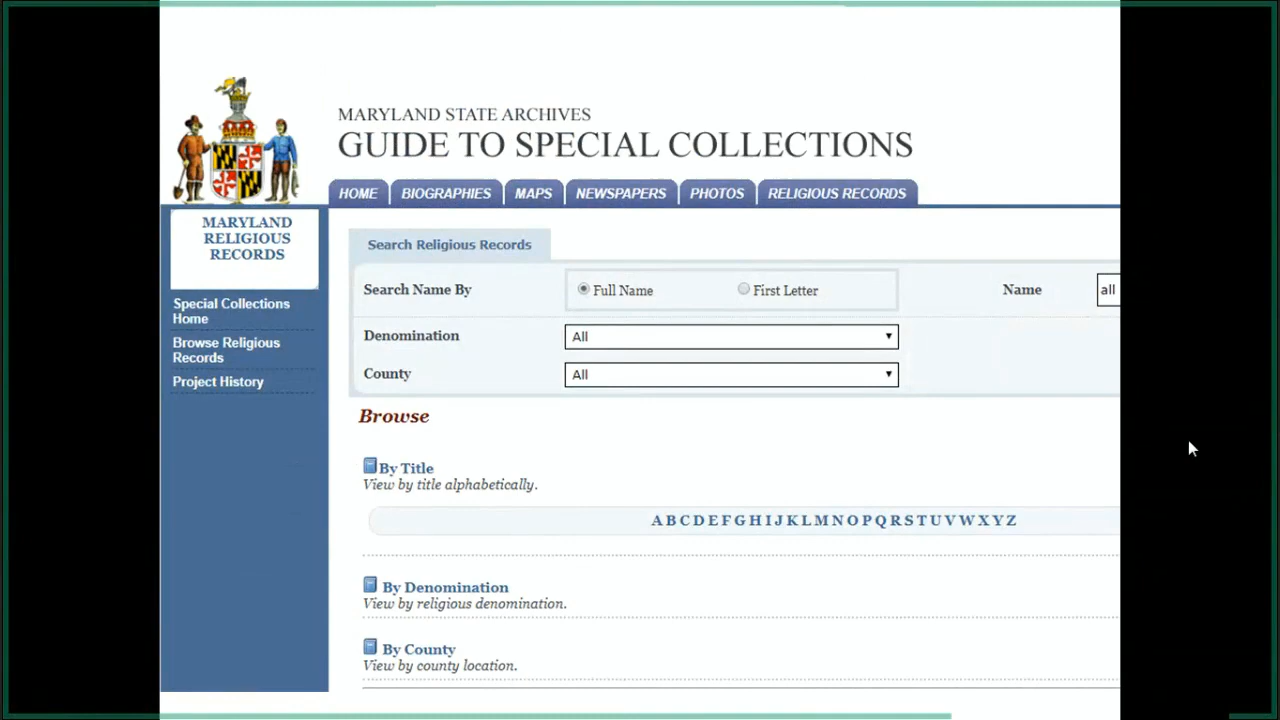 MARYLAND STATE ARCHIVES
GUIDE TO SPECIAL COLLECTIONS
HOME BIOGRAPHIES MAPS NEWSPAPERS PHOTOS RELIGIOUS RECORDS
MARYLAND
RELIGIOUS
RECORDS
Special Collections
Home
Browse Religious
Records
Project History
Search Religious Records
Search Name By Full Name First Letter Name all
Denomination All
County All
Browse
By Title
View by title alphabetically.
A B C D E F G H I J K L M N O P Q R S T U V W X Y Z
By Denomination
View by religious denomination.
By County
View by county location.